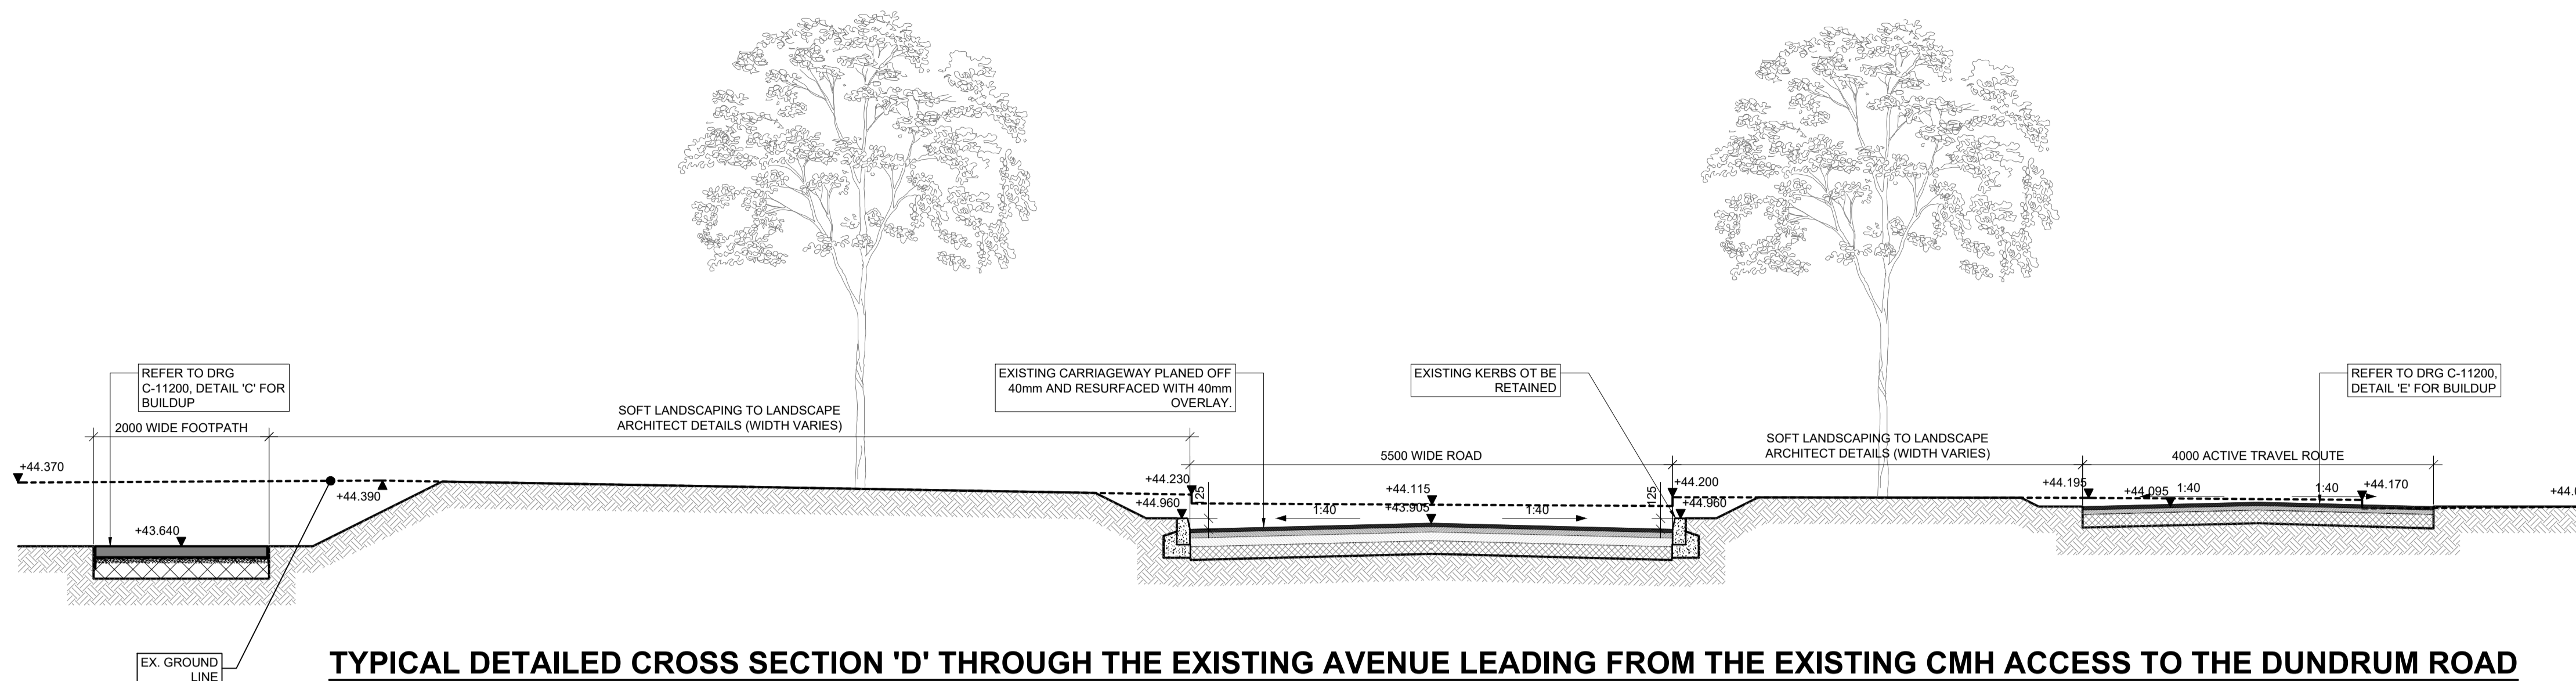 REFER TO DRG
C-11200, DETAIL 'C' FOR
BUILDUP
2000 WIDE FOOTPATH
SOFT LANDSCAPING TO LANDSCAPE
ARCHITECT DETAILS (WIDTH VARIES)
EXISTING CARRIAGEWAY PLANED OFF
40mm AND RESURFACED WITH 40mm
OVERLAY.
EXISTING KERBS OT BE
RETAINED
REFER TO DRG C-11200,
DETAIL 'E' FOR BUILDUP
5500 WIDE ROAD
SOFT LANDSCAPING TO LANDSCAPE
ARCHITECT DETAILS (WIDTH VARIES)
4000 ACTIVE TRAVEL ROUTE
+44.370
+44.390
+43.640
+44.230
+44.960
125
+44.115
+43.905
1:40
1:40
125
+44.200
+44.960
+44.195
+44.095
1:40
1:40
+44.170
EX. GROUND
LINE
TYPICAL DETAILED CROSS SECTION 'D' THROUGH THE EXISTING AVENUE LEADING FROM THE EXISTING CMH ACCESS TO THE DUNDRUM ROAD